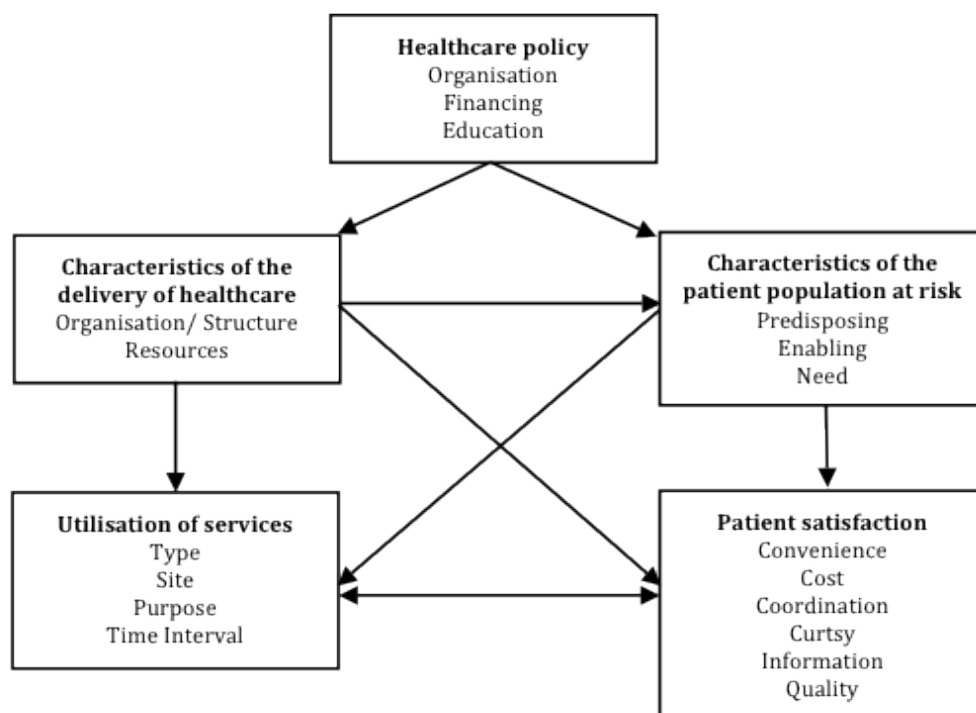 Healthcare policy
Organisation
Financing
Education
Characteristics of the
delivery of healthcare
Organisation/ Structure
Resources
Characteristics of the
patient population at risk
Predisposing
Enabling
Need
Utilisation of services
Type
Site
Purpose
Time Interval
Patient satisfaction
Convenience
Cost
Coordination
Curtsy
Information
Quality